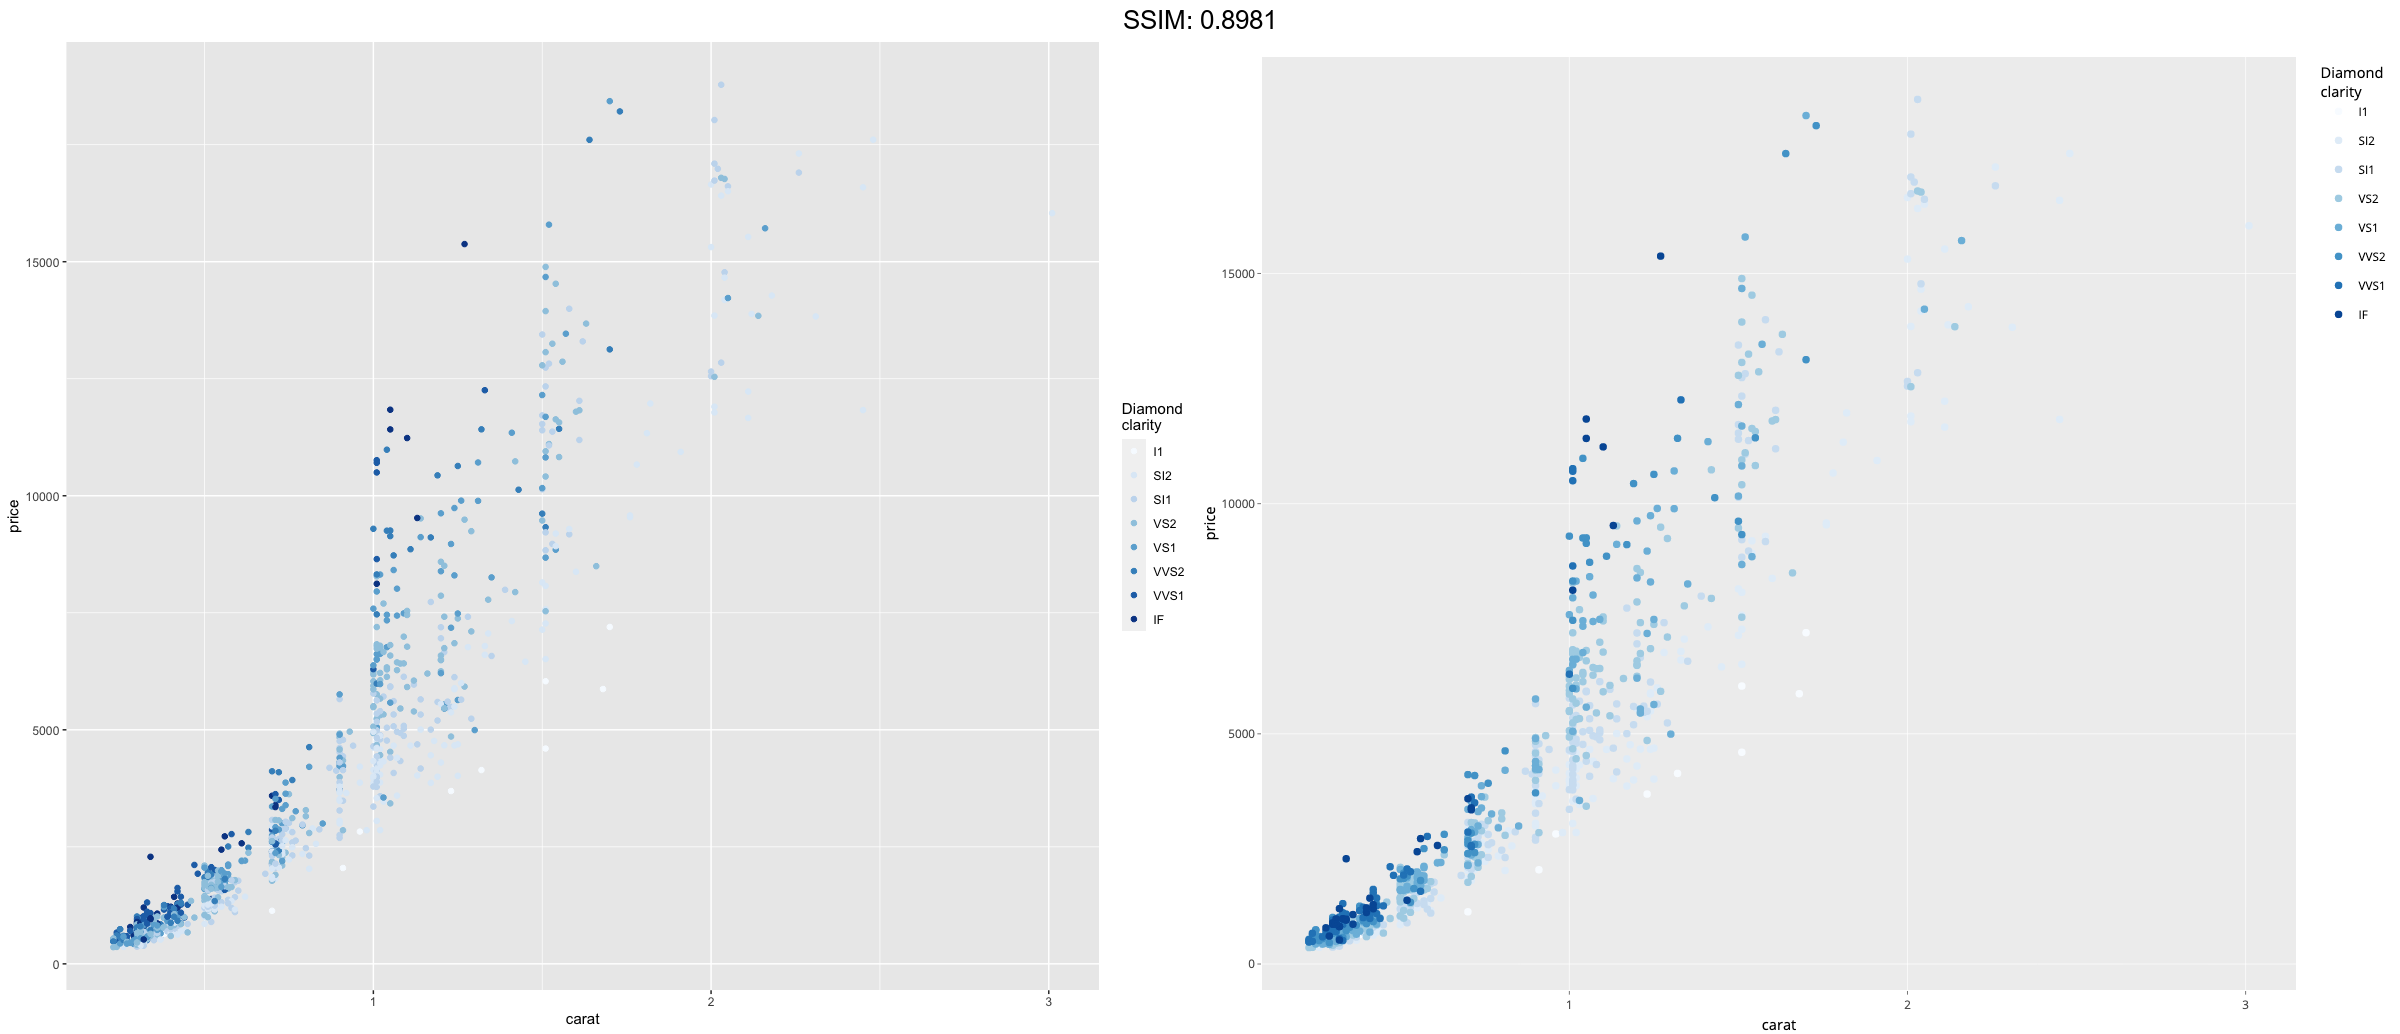 SSIM: 0.8981
price
15000
10000
5000
0
1
2
3
carat
Diamond
clarity
I1
SI2
SI1
VS2
VS1
VVS2
VVS1
IF
price
15000
10000
5000
0
1
2
3
carat
Diamond
clarity
I1
SI2
SI1
VS2
VS1
VVS2
VVS1
IF